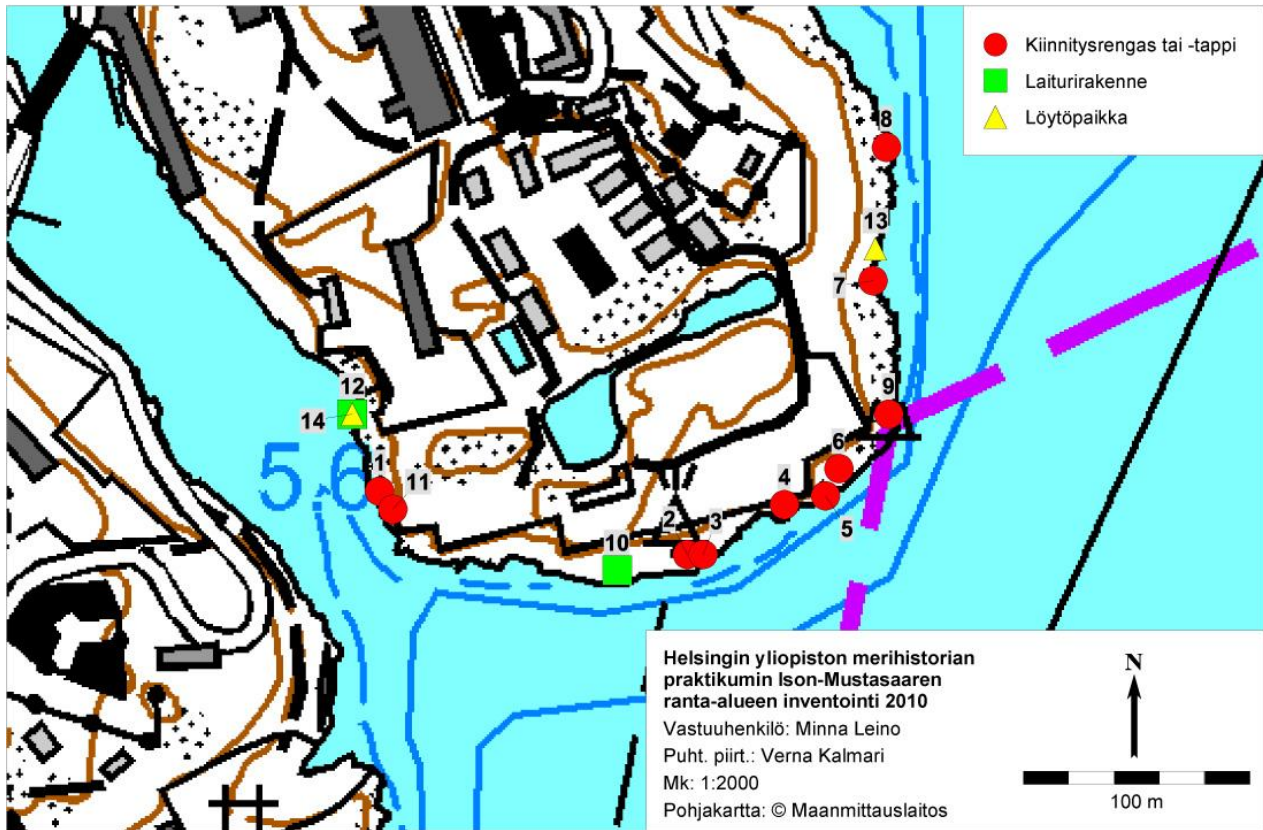 Kiinnitysrengas tai -tappi
Laiturirakenne
Löytöpaikka
8
13
7
12
14
9
5,6
1
11
6
4
5
2
3
10
Helsingin yliopiston merihistorian
praktikumin Ison-Mustasaaren
ranta-alueen inventointi 2010
Vastuuhenkilö: Minna Leino
Puht. piirt.: Verna Kalmari
Mk: 1:2000
Pohjakartta: © Maanmittauslaitos
N
100 m